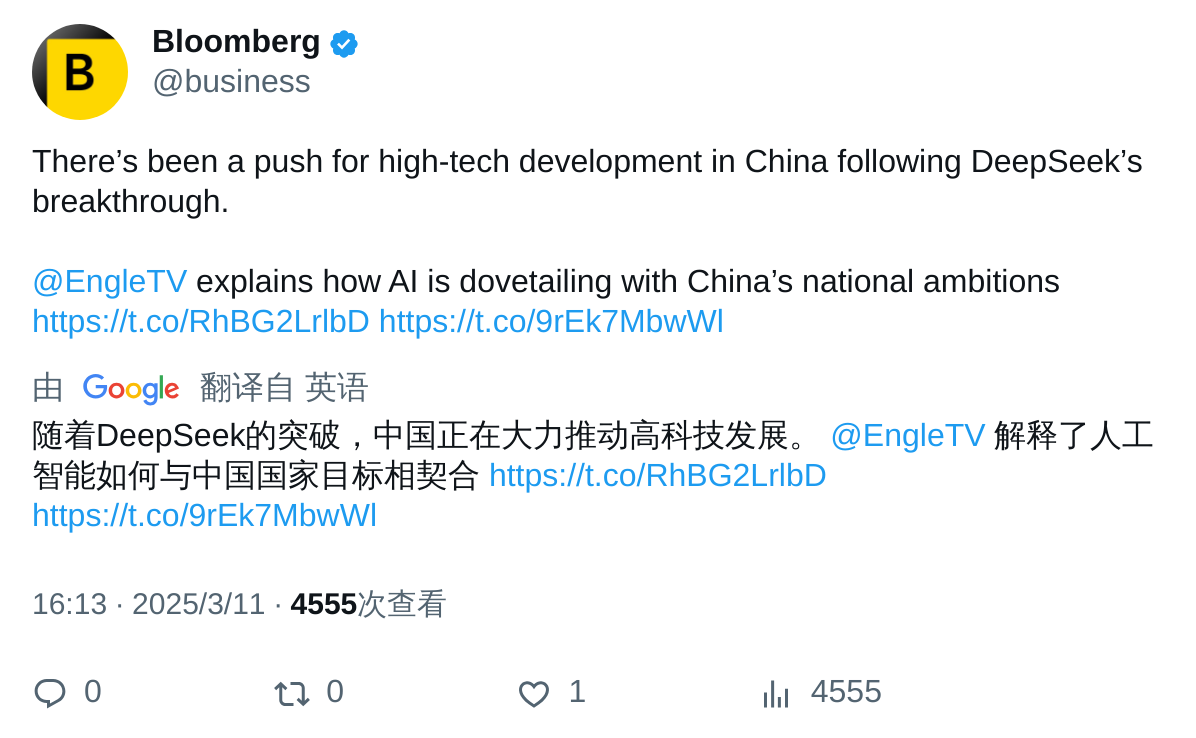 B
Bloomberg
@business
There’s been a push for high-tech development in China following DeepSeek’s
breakthrough.
@EngleTV explains how AI is dovetailing with China’s national ambitions
https://t.co/RhBG2LrlbD https://t.co/9rEk7MbwWl
由 Google 翻译自 英语
随着DeepSeek的突破，中国正在大力推动高科技发展。 @EngleTV 解释了人工
智能如何与中国国家目标相契合 https://t.co/RhBG2LrlbD
https://t.co/9rEk7MbwWl
16:13 · 2025/3/11 · 4555次查看
0 0 1 4555